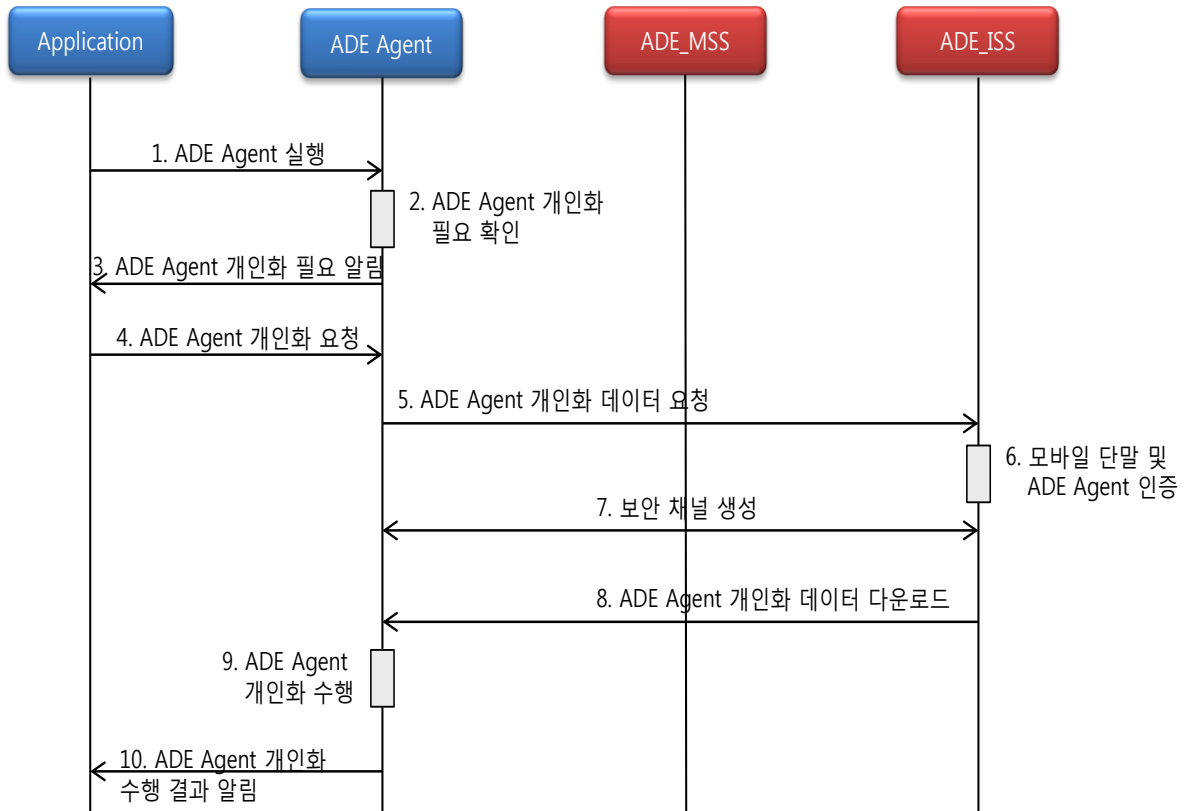 Application
ADE Agent
ADE_MSS
ADE_ISS
1. ADE Agent 실행
2. ADE Agent 개인화
필요 확인
3. ADE Agent 개인화 필요 알림
4. ADE Agent 개인화 요청
5. ADE Agent 개인화 데이터 요청
6. 모바일 단말 및
ADE Agent 인증
7. 보안 채널 생성
8. ADE Agent 개인화 데이터 다운로드
9. ADE Agent
개인화 수행
10. ADE Agent 개인화
수행 결과 알림